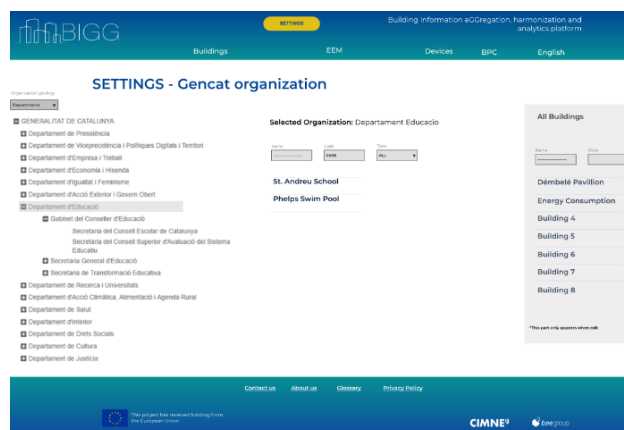 BIGG
SETTINGS
Building Information aGGregation, harmonization and
analytics platform
Buildings
EEM
Devices
BPC
English
SETTINGS - Gencat organization
Departments
GENERALITAT DE CATALUNYA
Departament de Presidència
Departament de Vicepresidència i Polítiques Digitals i Territori
Departament d'Empresa i Treball
Departament d'Economia i Hisenda
Departament d'Igualtat i Feminisme
Departament d'Acció Exterior i Govern Obert
Departament d'Educació
Gabinet del Conseller d'Educació
Secretaria del Consell Escolar de Catalunya
Secretaria del Consell Superior d'Avaluació del Sistema
Educatiu
Secretaria General d'Educació
Secretaria de Transformació Educativa
Departament de Recerca i Universitats
Departament d'Acció Climàtica, Alimentació i Agenda Rural
Departament de Salut
Departament d'Interior
Departament de Drets Socials
Departament de Cultura
Departament de Justícia
Selected Organization: Departament Educacio
Name
Code
Type
ALL
St. Andreu School
Phelps Swim Pool
All Buildings
Name
Démbelé Pavillion
Energy Consumption
Building 4
Building 5
Building 6
Building 7
Building 8
*This part only appears when edit
Contact us
About us
Glossary
Privacy Policy
This project has received funding from
the European Union
CIMNE
beegroup